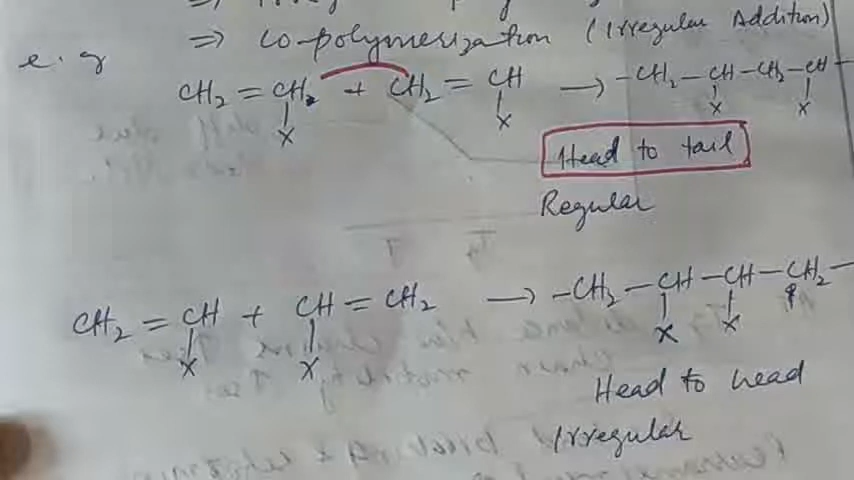 ⇒ co-polymerization (Irregular Addition)
e.g
CH₂ = CH₂ + CH₂ = CH → -CH₂ - CH - CH₂ - CH -
X X X X
Head to tail
Regular
CH₂ = CH + CH = CH₂ → -CH₂ - CH - CH - CH₂ -
X X X X
Head to head
Irregular